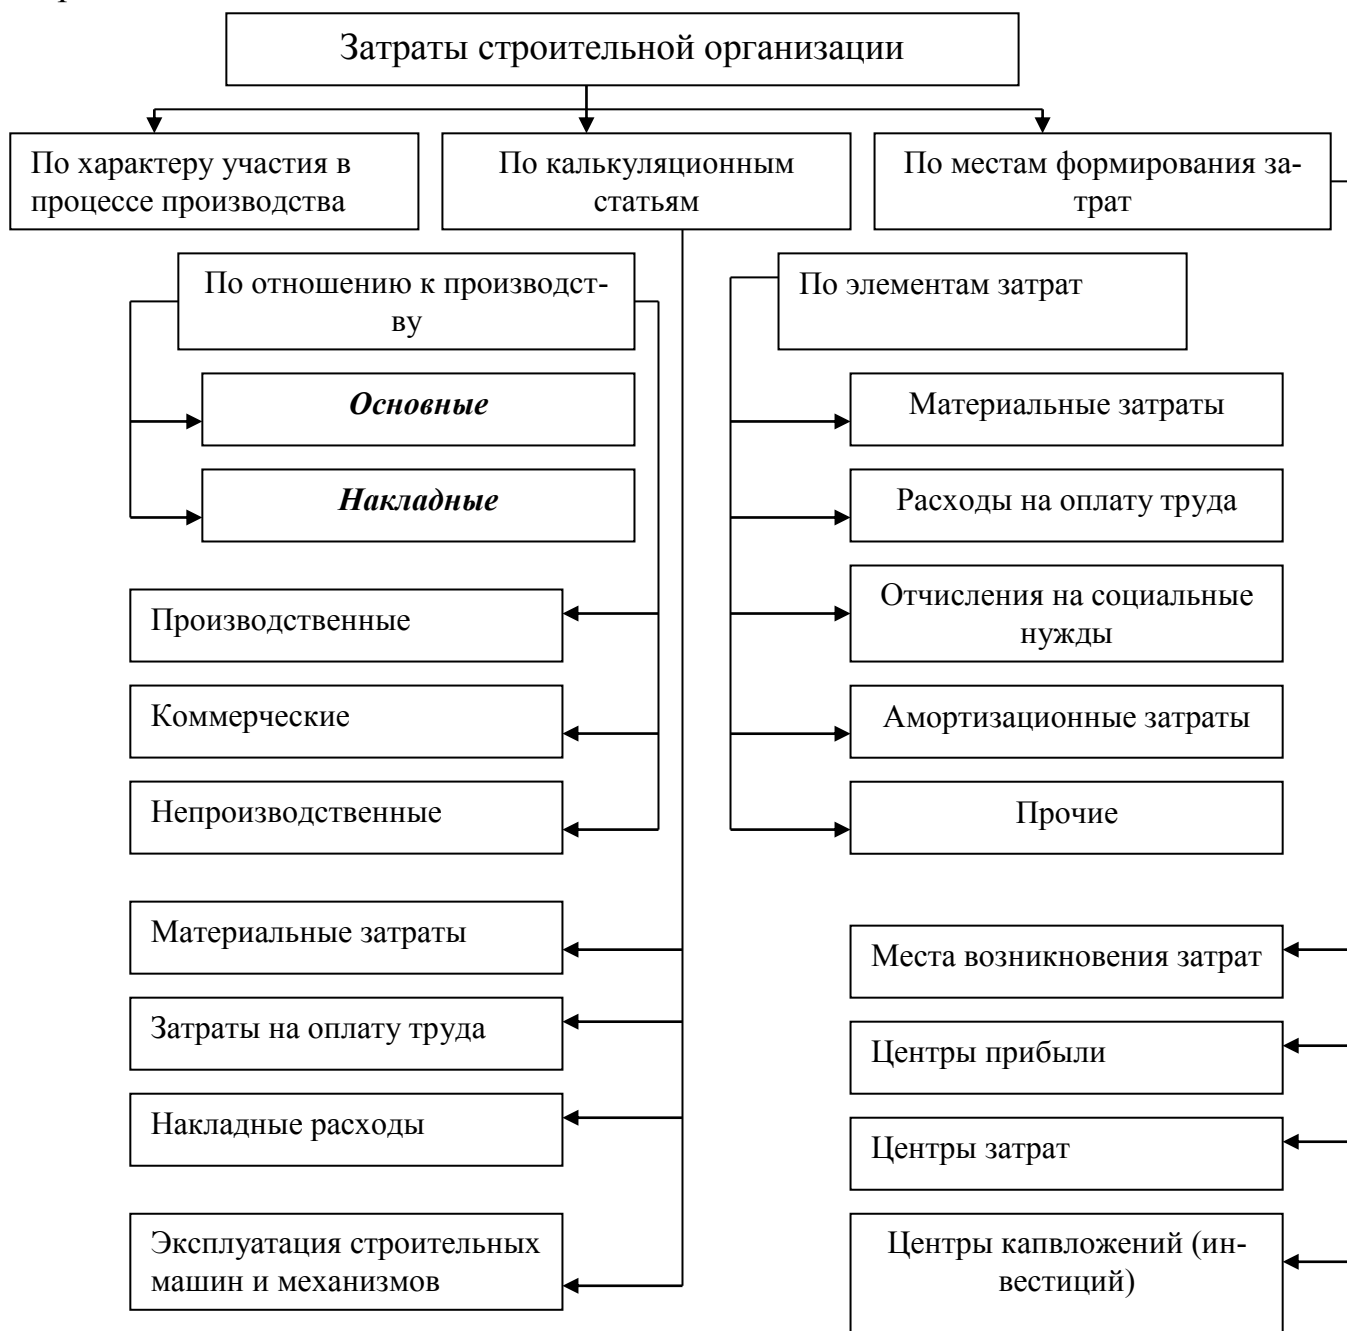 Затраты строительной организации
По характеру участия в
процессе производства
По калькуляционным
статьям
По местам формирования за-
трат
По отношению к производст-
ву
По элементам затрат
Основные
Материальные затраты
Накладные
Расходы на оплату труда
Производственные
Отчисления на социальные
нужды
Коммерческие
Амортизационные затраты
Непроизводственные
Прочие
Материальные затраты
Места возникновения затрат
Затраты на оплату труда
Центры прибыли
Накладные расходы
Центры затрат
Эксплуатация строительных
машин и механизмов
Центры капвложений (ин-
вестиций)